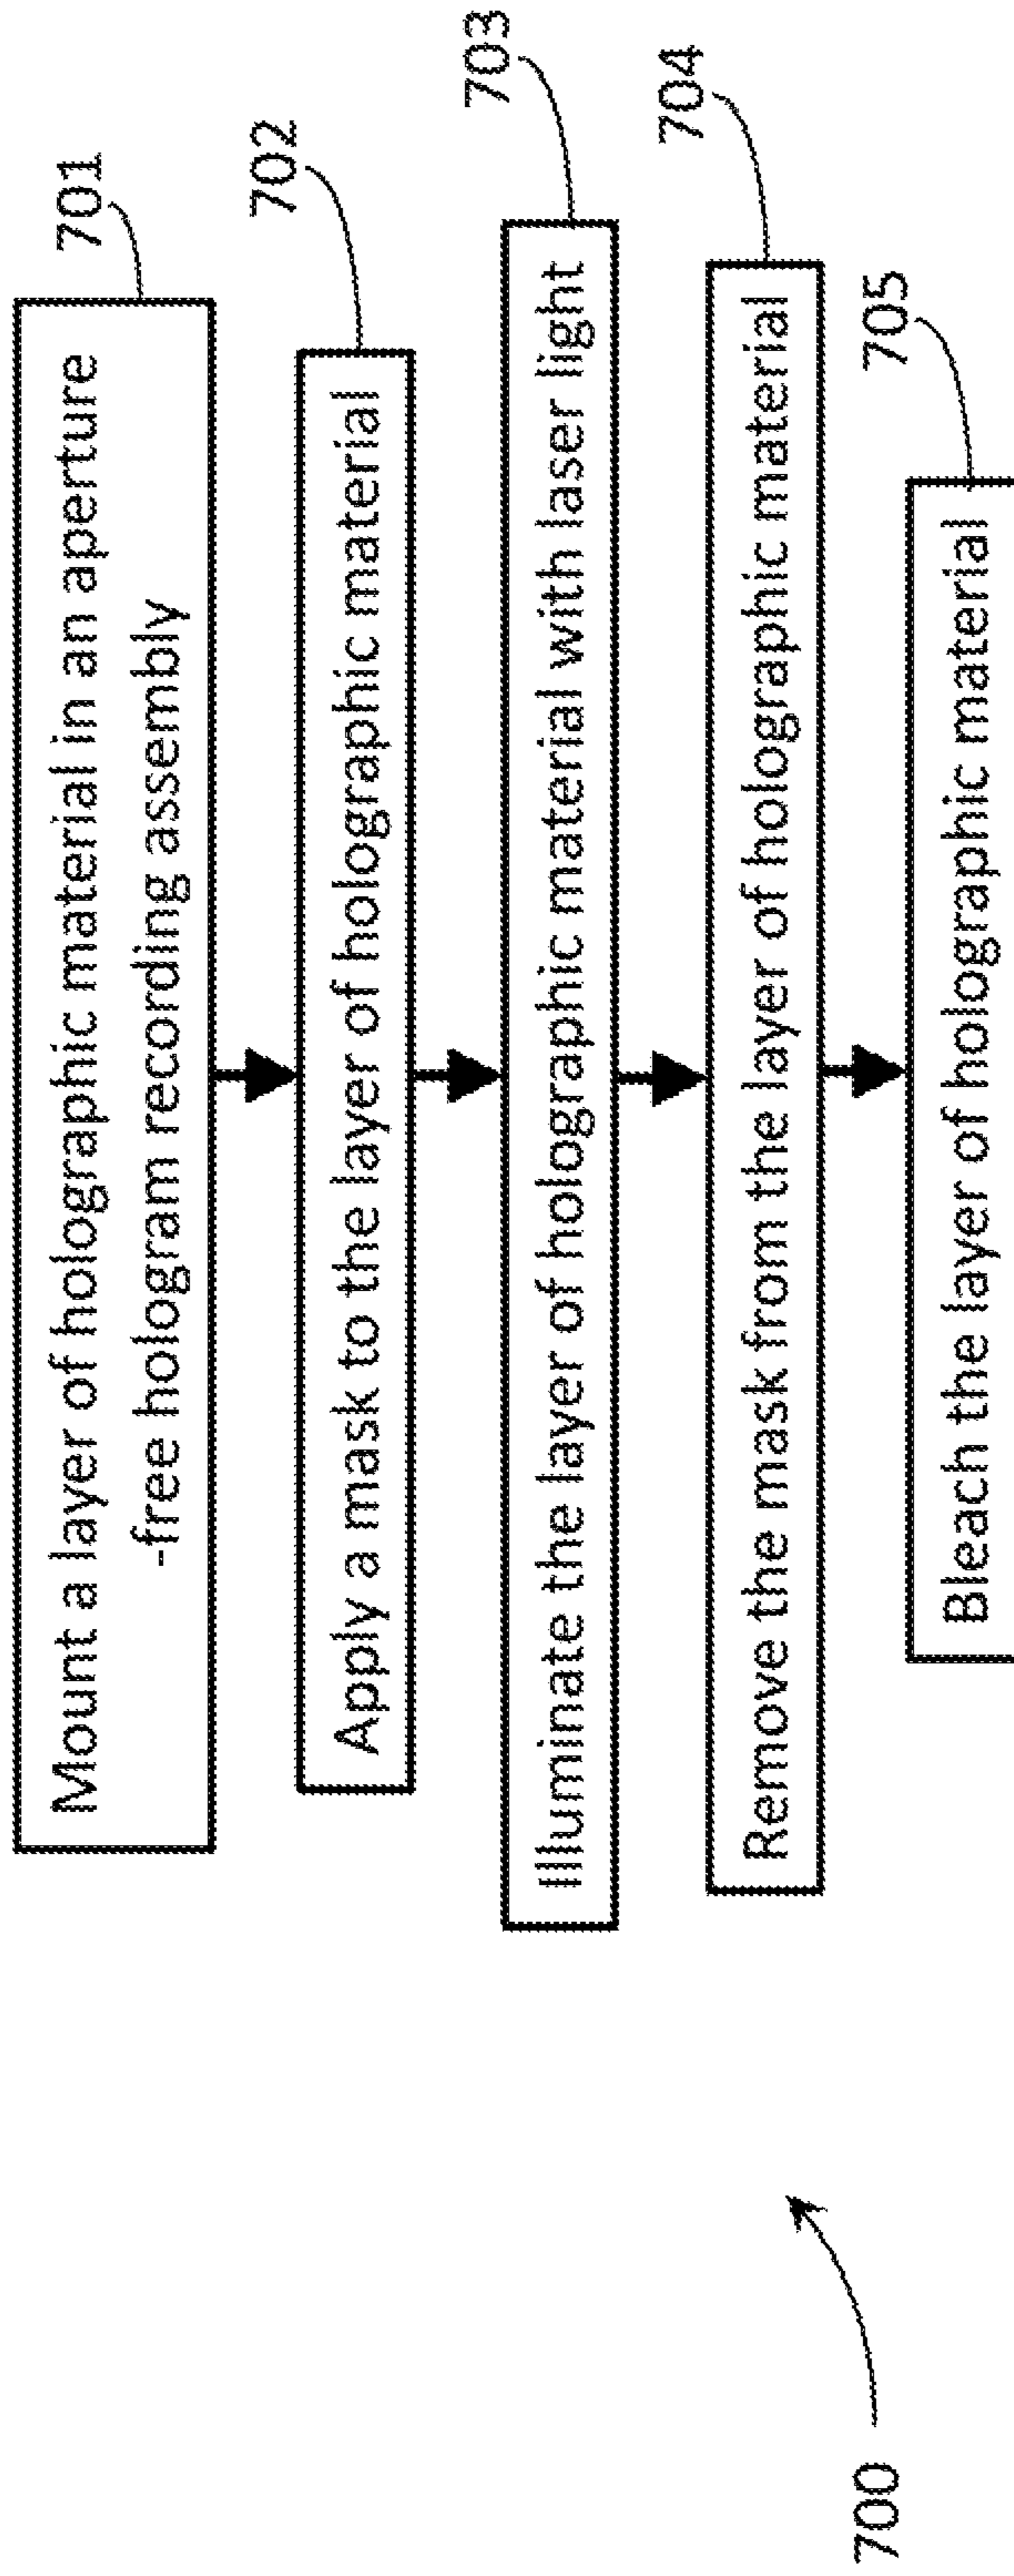 701
Mount a layer of holographic material in an aperture
-free hologram recording assembly
702
Apply a mask to the layer of holographic material
703
Illuminate the layer of holographic material with laser light
704
Remove the mask from the layer of holographic material
705
Bleach the layer of holographic material
700